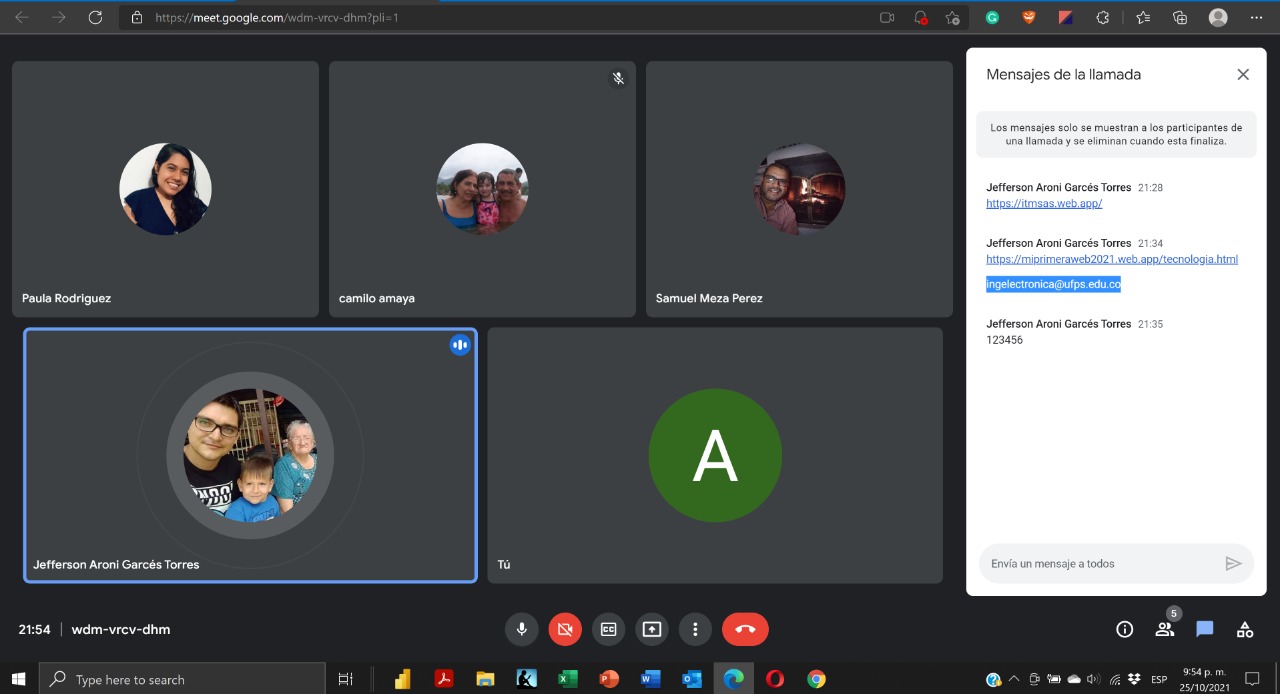 https://meet.google.com/wdm-vrcv-dhm?pli=1
Paula Rodriguez
camilo amaya
Samuel Meza Perez
Jefferson Aroni Garcés Torres
A
Tú
Mensajes de la llamada
Los mensajes solo se muestran a los participantes de
una llamada y se eliminan cuando esta finaliza.
Jefferson Aroni Garcés Torres 21:28
https://itmsas.web.app/
Jefferson Aroni Garcés Torres 21:34
https://miprimeraweb2021.web.app/tecnologia.html
ingelectronica@ufps.edu.co
Jefferson Aroni Garcés Torres 21:35
123456
Envía un mensaje a todos
21:54 | wdm-vrcv-dhm
CC
5
Type here to search
ESP
9:54 p. m.
25/10/2021